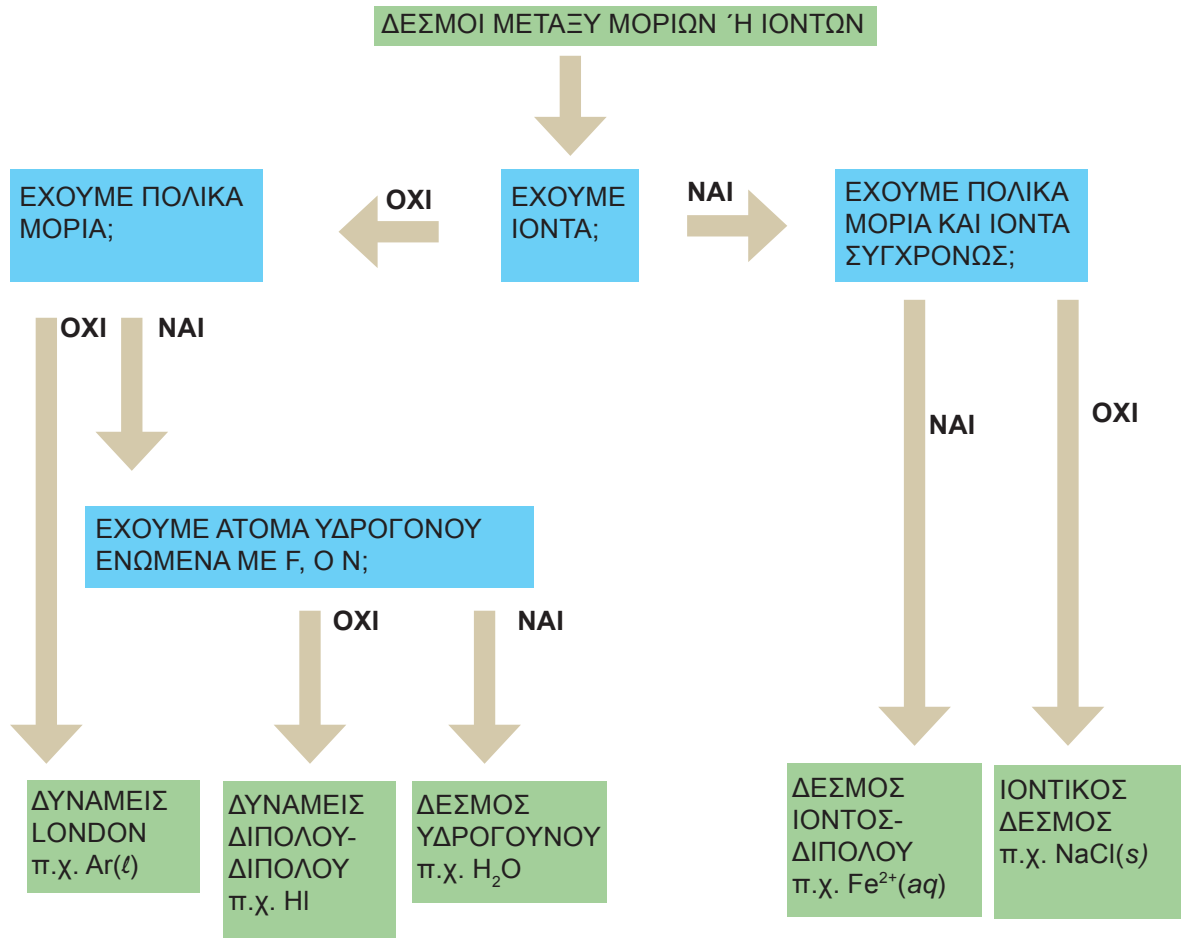 ΔΕΣΜΟΙ ΜΕΤΑΞΥ ΜΟΡΙΩΝ ΄Η ΙΟΝΤΩΝ
ΕΧΟΥΜΕ ΠΟΛΙΚΑ
ΜΟΡΙΑ;
ΟΧΙ
ΕΧΟΥΜΕ
ΙΟΝΤΑ;
ΝΑΙ
ΕΧΟΥΜΕ ΠΟΛΙΚΑ
ΜΟΡΙΑ ΚΑΙ ΙΟΝΤΑ
ΣΥΓΧΡΟΝΩΣ;
ΟΧΙ
ΝΑΙ
ΝΑΙ
ΟΧΙ
ΕΧΟΥΜΕ ΑΤΟΜΑ ΥΔΡΟΓΟΝΟΥ
ΕΝΩΜΕΝΑ ΜΕ F, O N;
ΟΧΙ
ΝΑΙ
ΔΥΝΑΜΕΙΣ
LONDON
π.χ. Ar(ℓ)
ΔΥΝΑΜΕΙΣ
ΔΙΠΟΛΟΥ-
ΔΙΠΟΛΟΥ
π.χ. HI
ΔΕΣΜΟΣ
ΥΔΡΟΓΟΥΝΟΥ
π.χ. H₂O
ΔΕΣΜΟΣ
ΙΟΝΤΟΣ-
ΔΙΠΟΛΟΥ
π.χ. Fe²⁺(aq)
ΙΟΝΤΙΚΟΣ
ΔΕΣΜΟΣ
π.χ. NaCl(s)